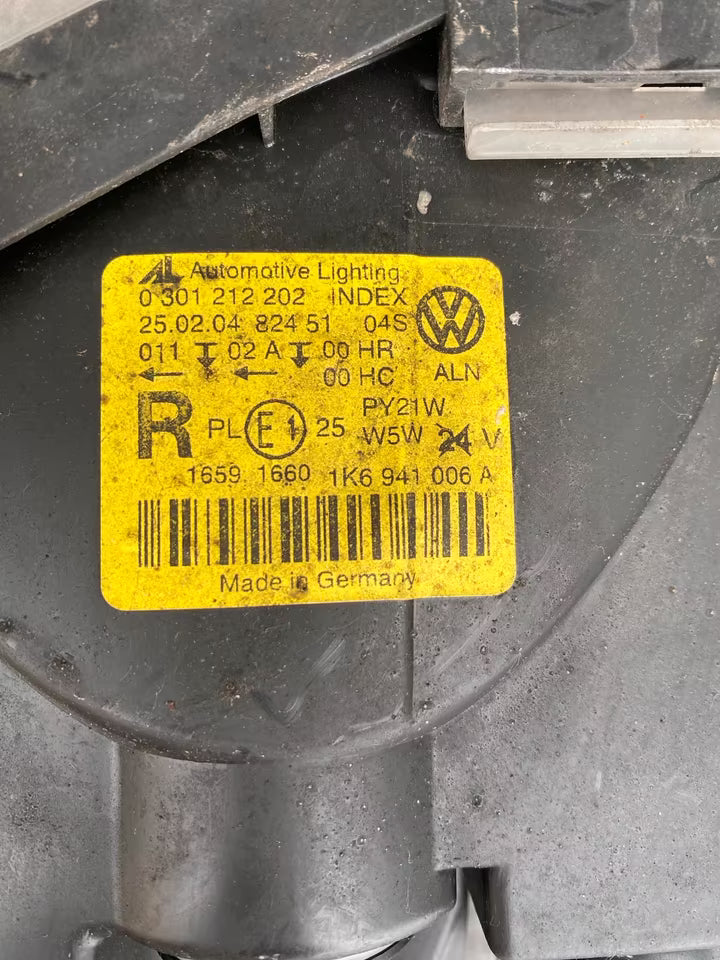 AL Automotive Lighting
0 301 212 202 INDEX
25.02.04 824 51 04S
011 02 A 00 HR
00 HC ALN
R PL E1 25 PY21W
W5W 24 V
1659 1660 1K6 941 006 A
Made in Germany